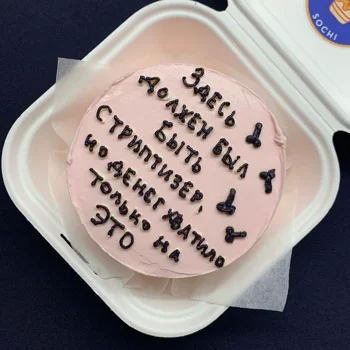 ЗДЕСЬ
ДОЛЖЕН БЫЛ
БЫТЬ
СТРИПТИЗЕР
НО ДЕНЕГ ХВАТИЛО
ТОЛЬКО НА
ЭТО
SOCHI